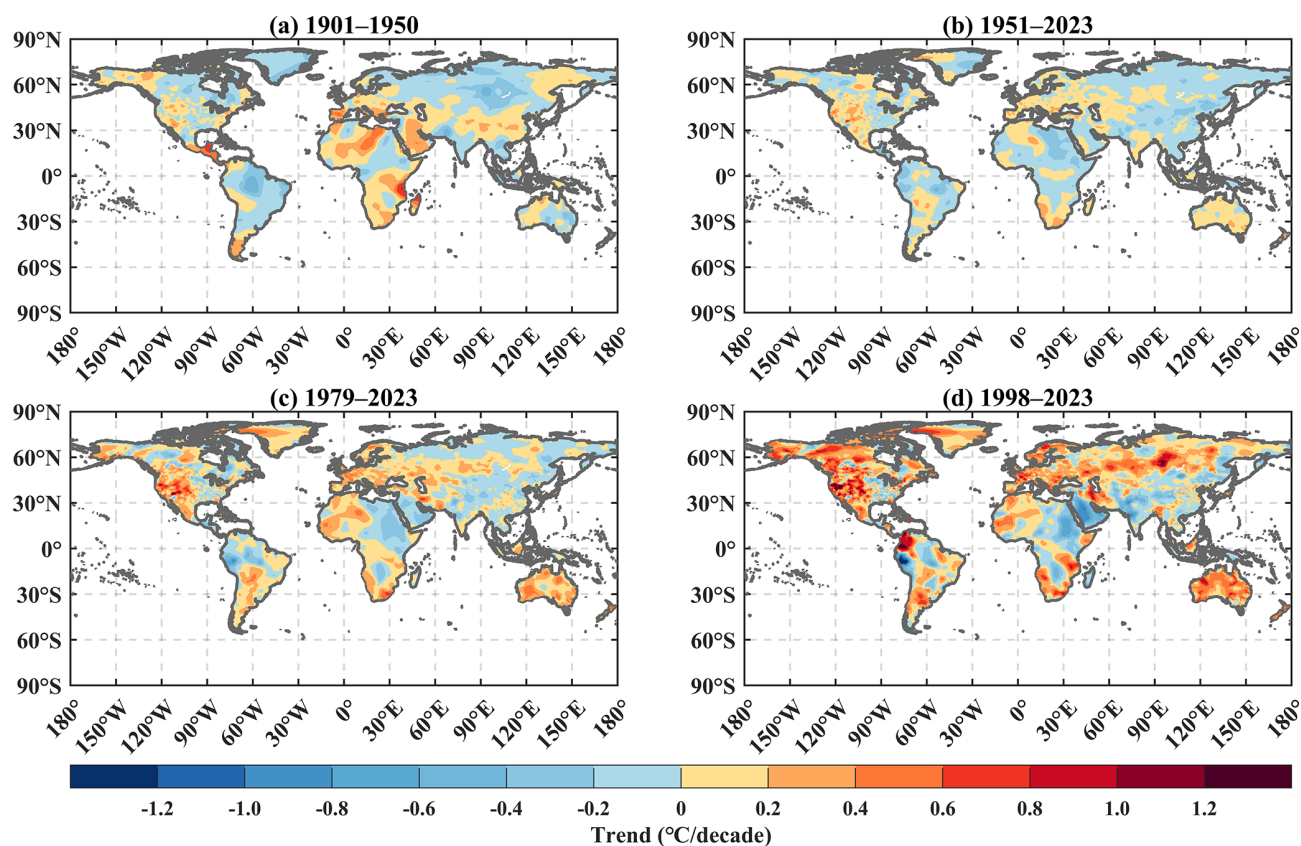 (a) 1901–1950
90°N
60°N
30°N
0°
30°S
60°S
90°S
180°
150°W
120°W
90°W
60°W
30°W
0°
30°E
60°E
90°E
120°E
150°E
180°
(b) 1951–2023
90°N
60°N
30°N
0°
30°S
60°S
90°S
180°
150°W
120°W
90°W
60°W
30°W
0°
30°E
60°E
90°E
120°E
150°E
180°
(c) 1979–2023
90°N
60°N
30°N
0°
30°S
60°S
90°S
180°
150°W
120°W
90°W
60°W
30°W
0°
30°E
60°E
90°E
120°E
150°E
180°
(d) 1998–2023
90°N
60°N
30°N
0°
30°S
60°S
90°S
180°
150°W
120°W
90°W
60°W
30°W
0°
30°E
60°E
90°E
120°E
150°E
180°
-1.2 -1.0 -0.8 -0.6 -0.4 -0.2 0 0.2 0.4 0.6 0.8 1.0 1.2
Trend (℃/decade)